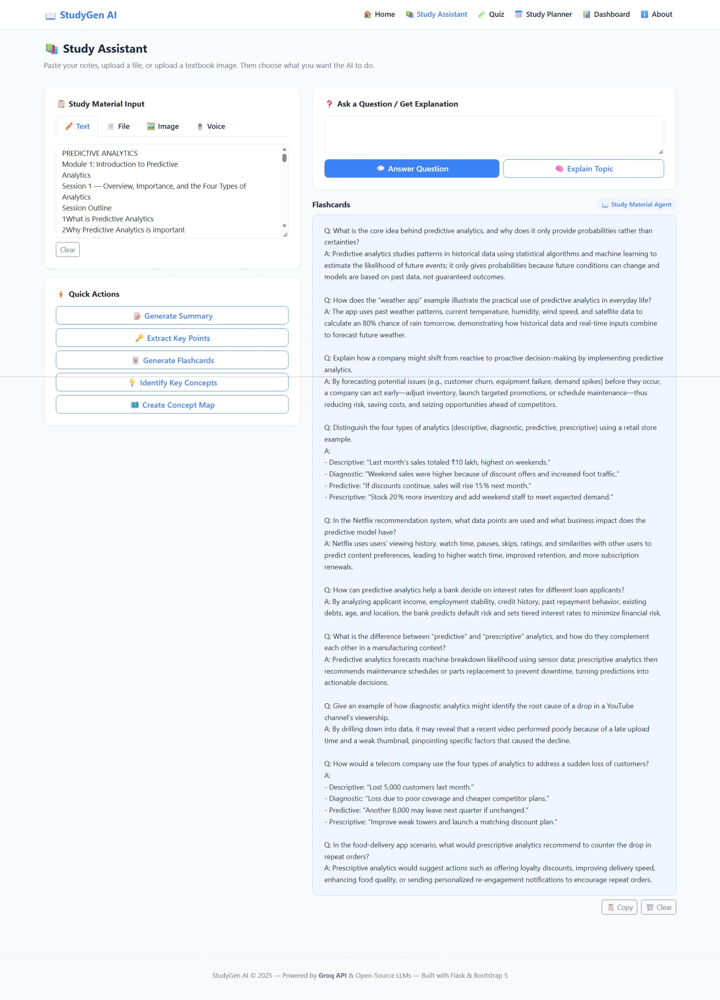 StudyGen AI
Home
Study Assistant
Quiz
Study Planner
Dashboard
About
Study Assistant
Paste your notes, upload a file, or upload a textbook image. Then choose what you want the AI to do.
Study Material Input
Text
File
Image
Voice
PREDICTIVE ANALYTICS
Module 1: Introduction to Predictive
Analytics
Session 1 — Overview, Importance, and the Four Types of
Analytics
Session Outline
1What is Predictive Analytics
2Why Predictive Analytics is important
Clear
Quick Actions
Generate Summary
Extract Key Points
Generate Flashcards
Identify Key Concepts
Create Concept Map
Ask a Question / Get Explanation
Answer Question
Explain Topic
Flashcards
Study Material Agent
Q: What is the core idea behind predictive analytics, and why does it only provide probabilities rather than
certainties?
A: Predictive analytics studies patterns in historical data using statistical algorithms and machine learning to
estimate the likelihood of future events; it only gives probabilities because future conditions can change and
models are based on past data, not guaranteed outcomes.
Q: How does the “weather app” example illustrate the practical use of predictive analytics in everyday life?
A: The app uses past weather patterns, current temperature, humidity, wind speed, and satellite data to
calculate an 80% chance of rain tomorrow, demonstrating how historical data and real-time inputs combine
to forecast future weather.
Q: Explain how a company might shift from reactive to proactive decision-making by implementing predictive
analytics.
A: By forecasting potential issues (e.g., customer churn, equipment failure, demand spikes) before they occur,
a company can act early—adjust inventory, launch targeted promotions, or schedule maintenance—thus
reducing risk, saving costs, and seizing opportunities ahead of competitors.
Q: Distinguish the four types of analytics (descriptive, diagnostic, predictive, prescriptive) using a retail store
example.
A:
- Descriptive: “Last month’s sales totaled ₹10 lakh, highest on weekends.”
- Diagnostic: “Weekend sales were higher because of discount offers and increased foot traffic.”
- Predictive: “If discounts continue, sales will rise 15 % next month.”
- Prescriptive: “Stock 20 % more inventory and add weekend staff to meet expected demand.”
Q: In the Netflix recommendation system, what data points are used and what business impact does the
predictive model have?
A: Netflix uses users’ viewing history, watch time, pauses, skips, ratings, and similarities with other users to
predict content preferences, leading to higher watch time, improved retention, and more subscription
renewals.
Q: How can predictive analytics help a bank decide on interest rates for different loan applicants?
A: By analyzing applicant income, employment stability, credit history, past repayment behavior, existing
debts, age, and location, the bank predicts default risk and sets tiered interest rates to minimize financial risk.
Q: What is the difference between “predictive” and “prescriptive” analytics, and how do they complement
each other in a manufacturing context?
A: Predictive analytics forecasts machine breakdown likelihood using sensor data; prescriptive analytics then
recommends maintenance schedules or parts replacement to prevent downtime, turning predictions into
actionable decisions.
Q: Give an example of how diagnostic analytics might identify the root cause of a drop in a YouTube
channel’s viewership.
A: By drilling down into data, it may reveal that a recent video performed poorly because of a late upload
time and a weak thumbnail, pinpointing specific factors that caused the decline.
Q: How would a telecom company use the four types of analytics to address a sudden loss of customers?
A:
- Descriptive: “Lost 5,000 customers last month.”
- Diagnostic: “Loss due to poor coverage and cheaper competitor plans.”
- Predictive: “Another 8,000 may leave next quarter if unchanged.”
- Prescriptive: “Improve weak towers and launch a matching discount plan.”
Q: In the food-delivery app scenario, what would prescriptive analytics recommend to counter the drop in
repeat orders?
A: Prescriptive analytics would suggest actions such as offering loyalty discounts, improving delivery speed,
enhancing food quality, or sending personalized re-engagement notifications to encourage repeat orders.
Copy
Clear
StudyGen AI © 2025 — Powered by Groq API & Open-Source LLMs — Built with Flask & Bootstrap 5